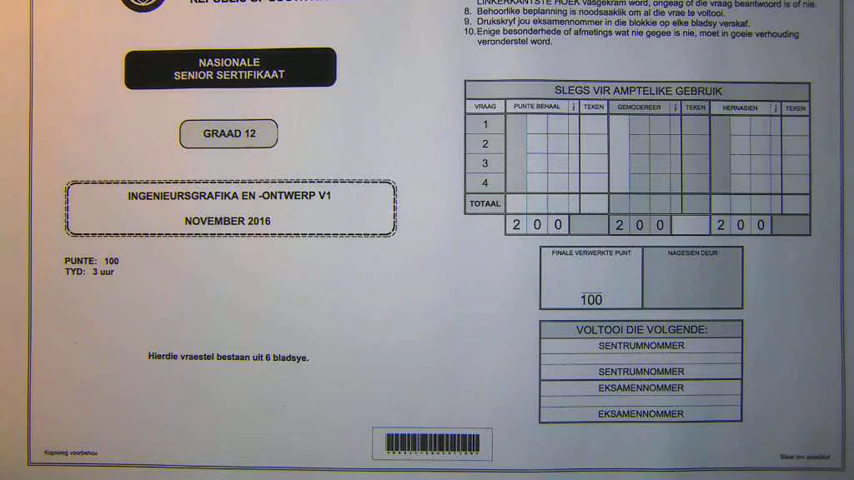 NASIONALE
SENIOR SERTIFIKAAT
GRAAD 12
INGENIEURSGRAFIKA EN -ONTWERP V1
NOVEMBER 2016
PUNTE: 100
TYD: 3 uur
Hierdie vraestel bestaan uit 6 bladsye.
Kopiereg voorbehou
LINKERKANTSTE HOEK vasgekram word, ongeag of die vraag beantwoord is of nie.
8. Behoorlike beplanning is noodsaaklik om al die vrae te voltooi.
9. Drukskryf jou eksamennommer in die blokkie op elke bladsy verskaf.
10. Enige besonderhede of afmetings wat nie gegee is nie, moet in goeie verhouding
veronderstel word.
SLEGS VIR AMPTELIKE GEBRUIK
VRAAG PUNTE BEHAAL TEKEN GEMODEREER TEKEN HERNASIEN TEKEN
1
2
3
4
TOTAAL
2 0 0 2 0 0 2 0 0
FINALE VERWERKTE PUNT NAGESIEN DEUR
100
VOLTOOI DIE VOLGENDE:
SENTRUMNOMMER
SENTRUMNOMMER
EKSAMENNOMMER
EKSAMENNOMMER